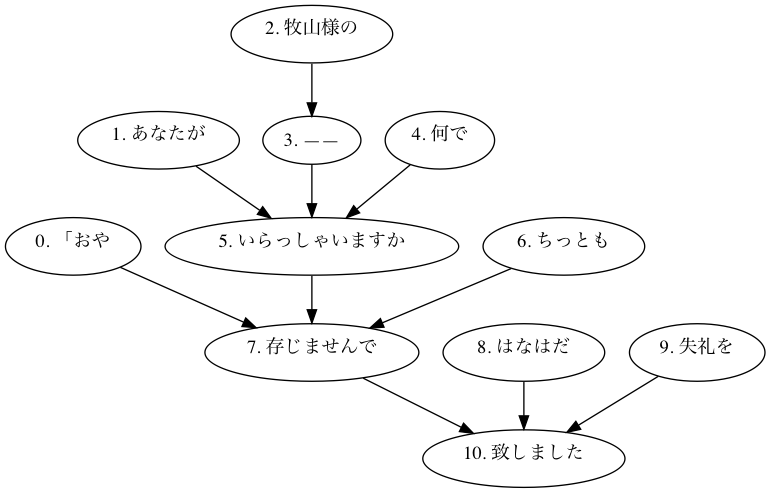 2. 牧山様の
1. あなたが
3. ——
4. 何で
0. 「おや
5. いらっしゃいますか
6. ちっとも
7. 存じませんで
8. はなはだ
9. 失礼を
10. 致しました